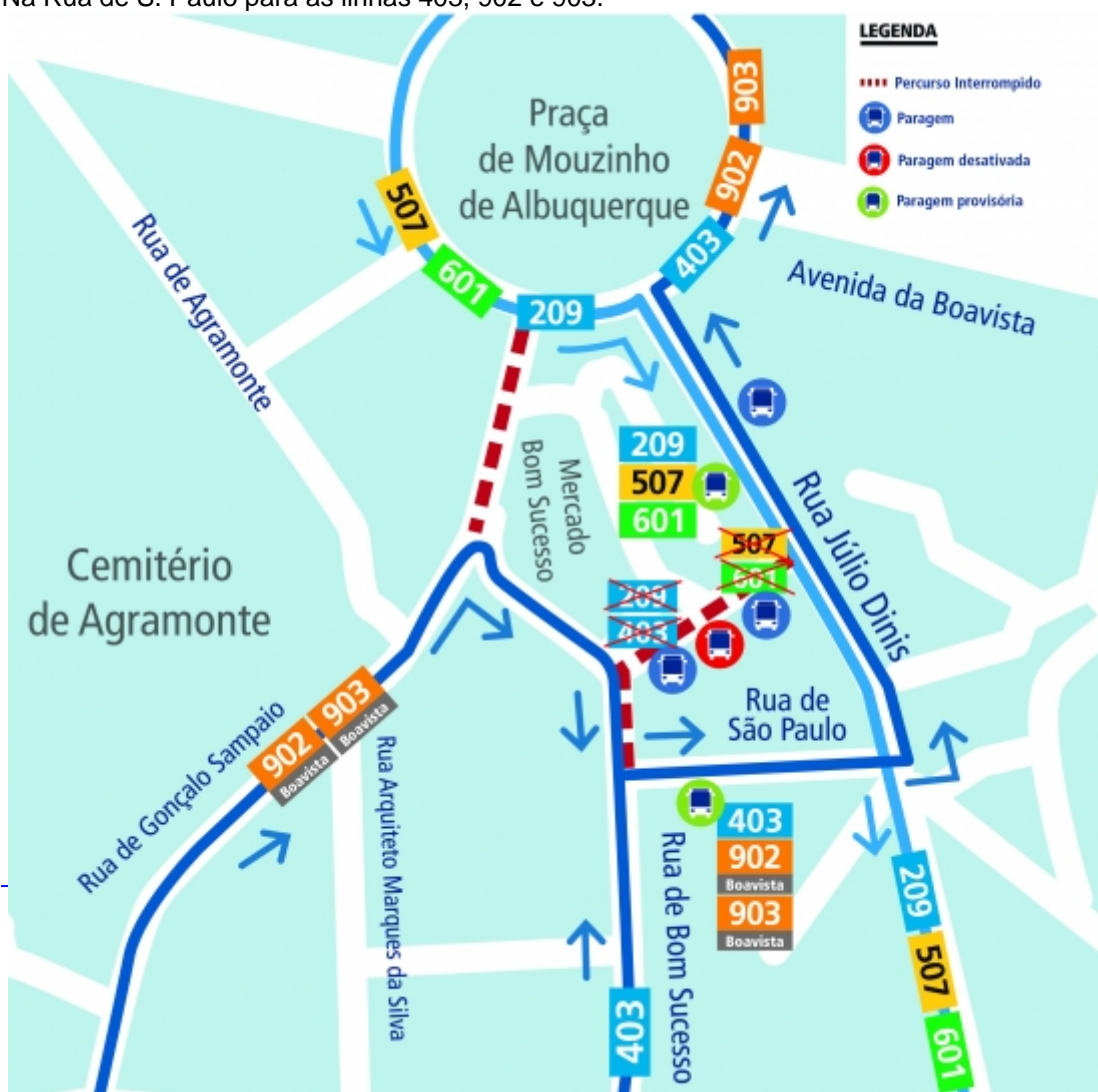 Na Rua de S. Paulo para as linhas 403, 902 e 903.
LEGENDA
Percurso Interrompido
Paragem
Paragem desativada
Paragem provisória
903
902
403
Praça
de Mouzinho
de Albuquerque
507
601
209
Avenida da Boavista
Rua de Agramonte
Mercado
Bom Sucesso
209
507
601
Rua Júlio Dinis
507
601
209
403
Cemitério
de Agramonte
Rua de
São Paulo
902
Boavista
903
Boavista
Rua de Gonçalo Sampaio
Rua Arquiteto Marques da Silva
Rua de Bom Sucesso
403
902
Boavista
903
Boavista
209
507
601
403